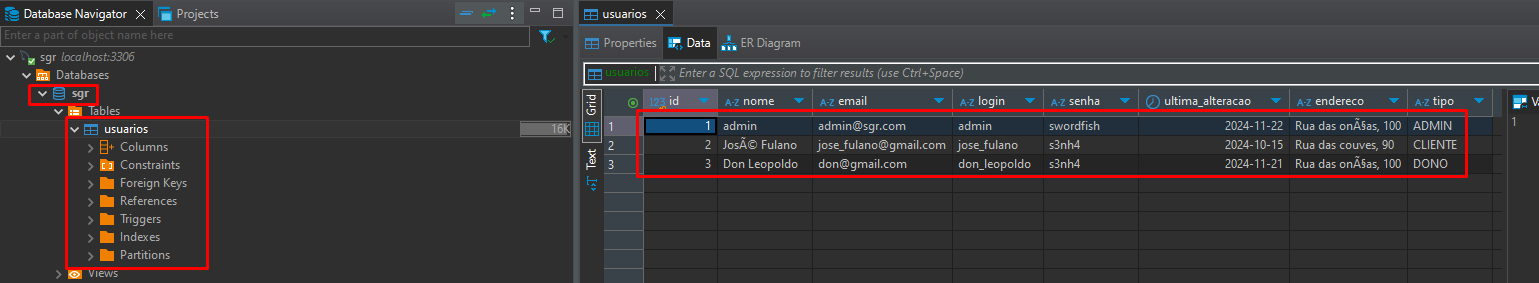 Database Navigator Projects
Enter a part of object name here
sgr localhost:3306
Databases
sgr
Tables
usuarios 16K
Columns
Constraints
Foreign Keys
References
Triggers
Indexes
Partitions
Views
usuarios
Properties Data ER Diagram
usuarios Enter a SQL expression to filter results (use Ctrl+Space)
Grid
Text
123 id A-Z nome A-Z email A-Z login A-Z senha ultima_alteracao A-Z endereco A-Z tipo
1 1 admin admin@sgr.com admin swordfish 2024-11-22 Rua das onÃ§as, 100 ADMIN
2 2 JosÃ© Fulano jose_fulano@gmail.com jose_fulano s3nh4 2024-10-15 Rua das couves, 90 CLIENTE
3 3 Don Leopoldo don@gmail.com don_leopoldo s3nh4 2024-11-21 Rua das onÃ§as, 100 DONO
Va
1